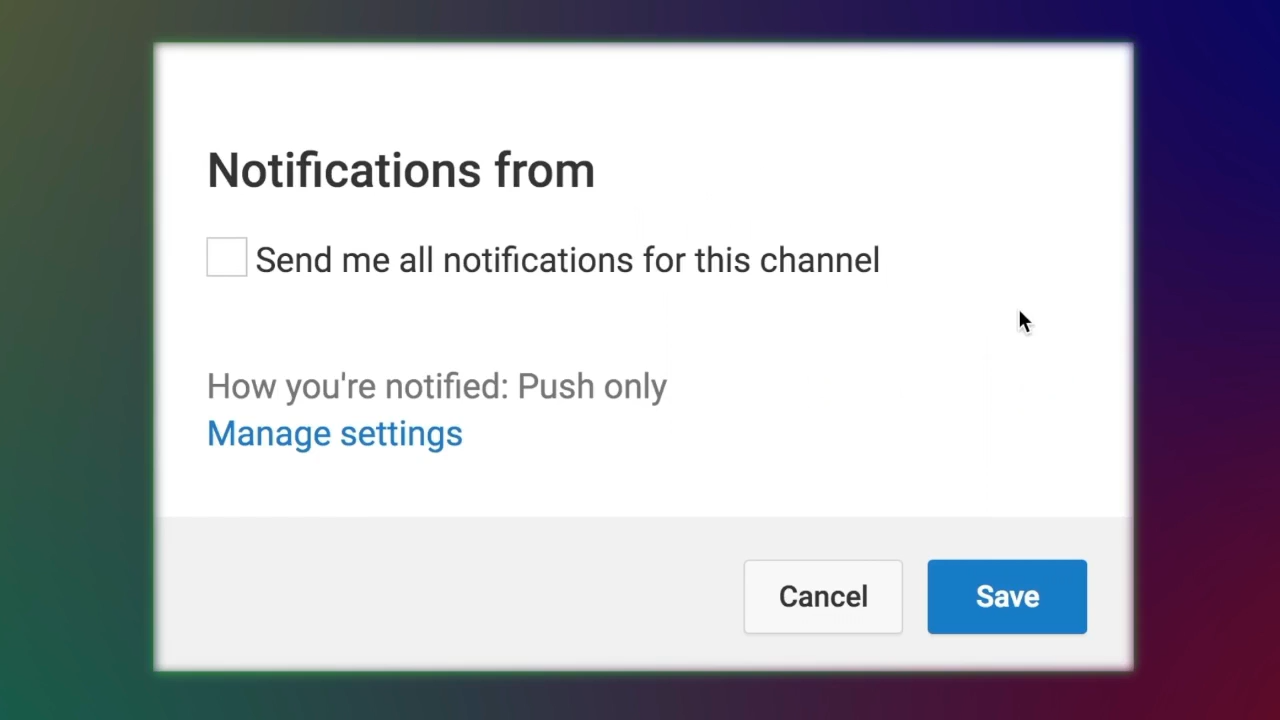 Notifications from
Send me all notifications for this channel
How you're notified: Push only
Manage settings
Cancel Save